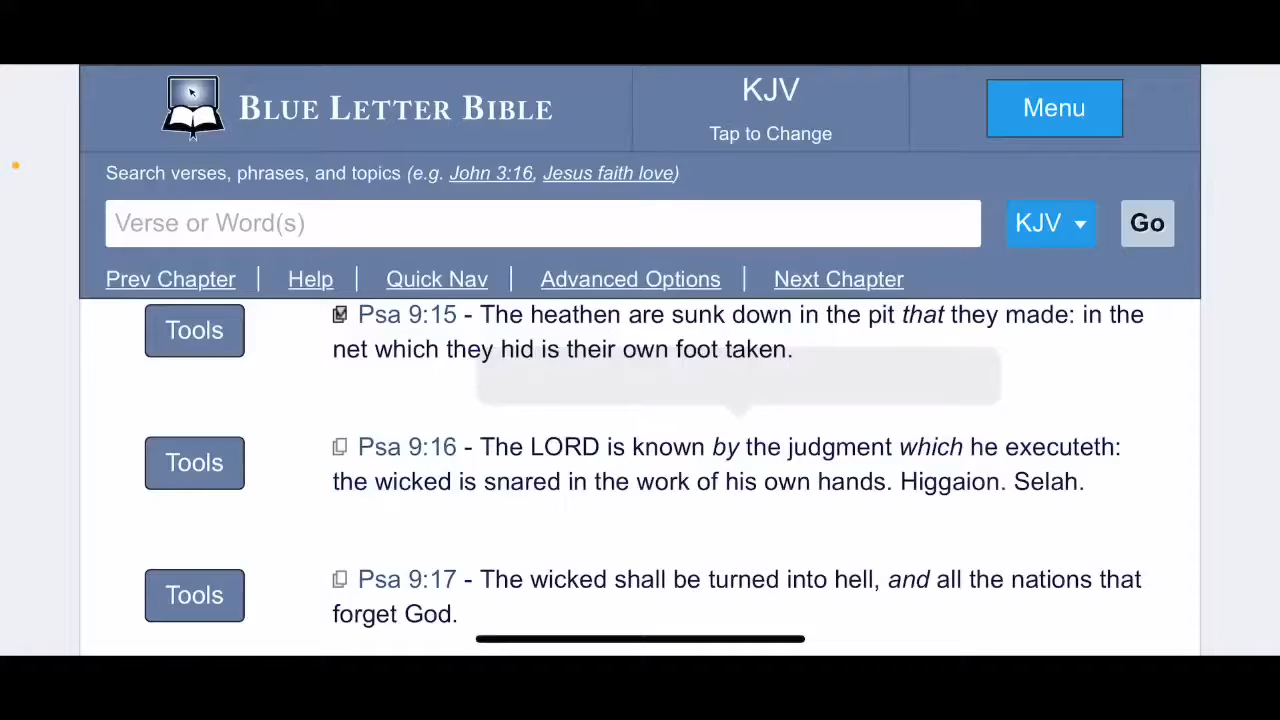 BLUE LETTER BIBLE
KJV
Tap to Change
Menu
Search verses, phrases, and topics (e.g. John 3:16, Jesus faith love)
Verse or Word(s)
KJV
Go
Prev Chapter | Help | Quick Nav | Advanced Options | Next Chapter
Tools
Psa 9:15 - The heathen are sunk down in the pit that they made: in the
net which they hid is their own foot taken.
Tools
Psa 9:16 - The LORD is known by the judgment which he executeth:
the wicked is snared in the work of his own hands. Higgaion. Selah.
Tools
Psa 9:17 - The wicked shall be turned into hell, and all the nations that
forget God.